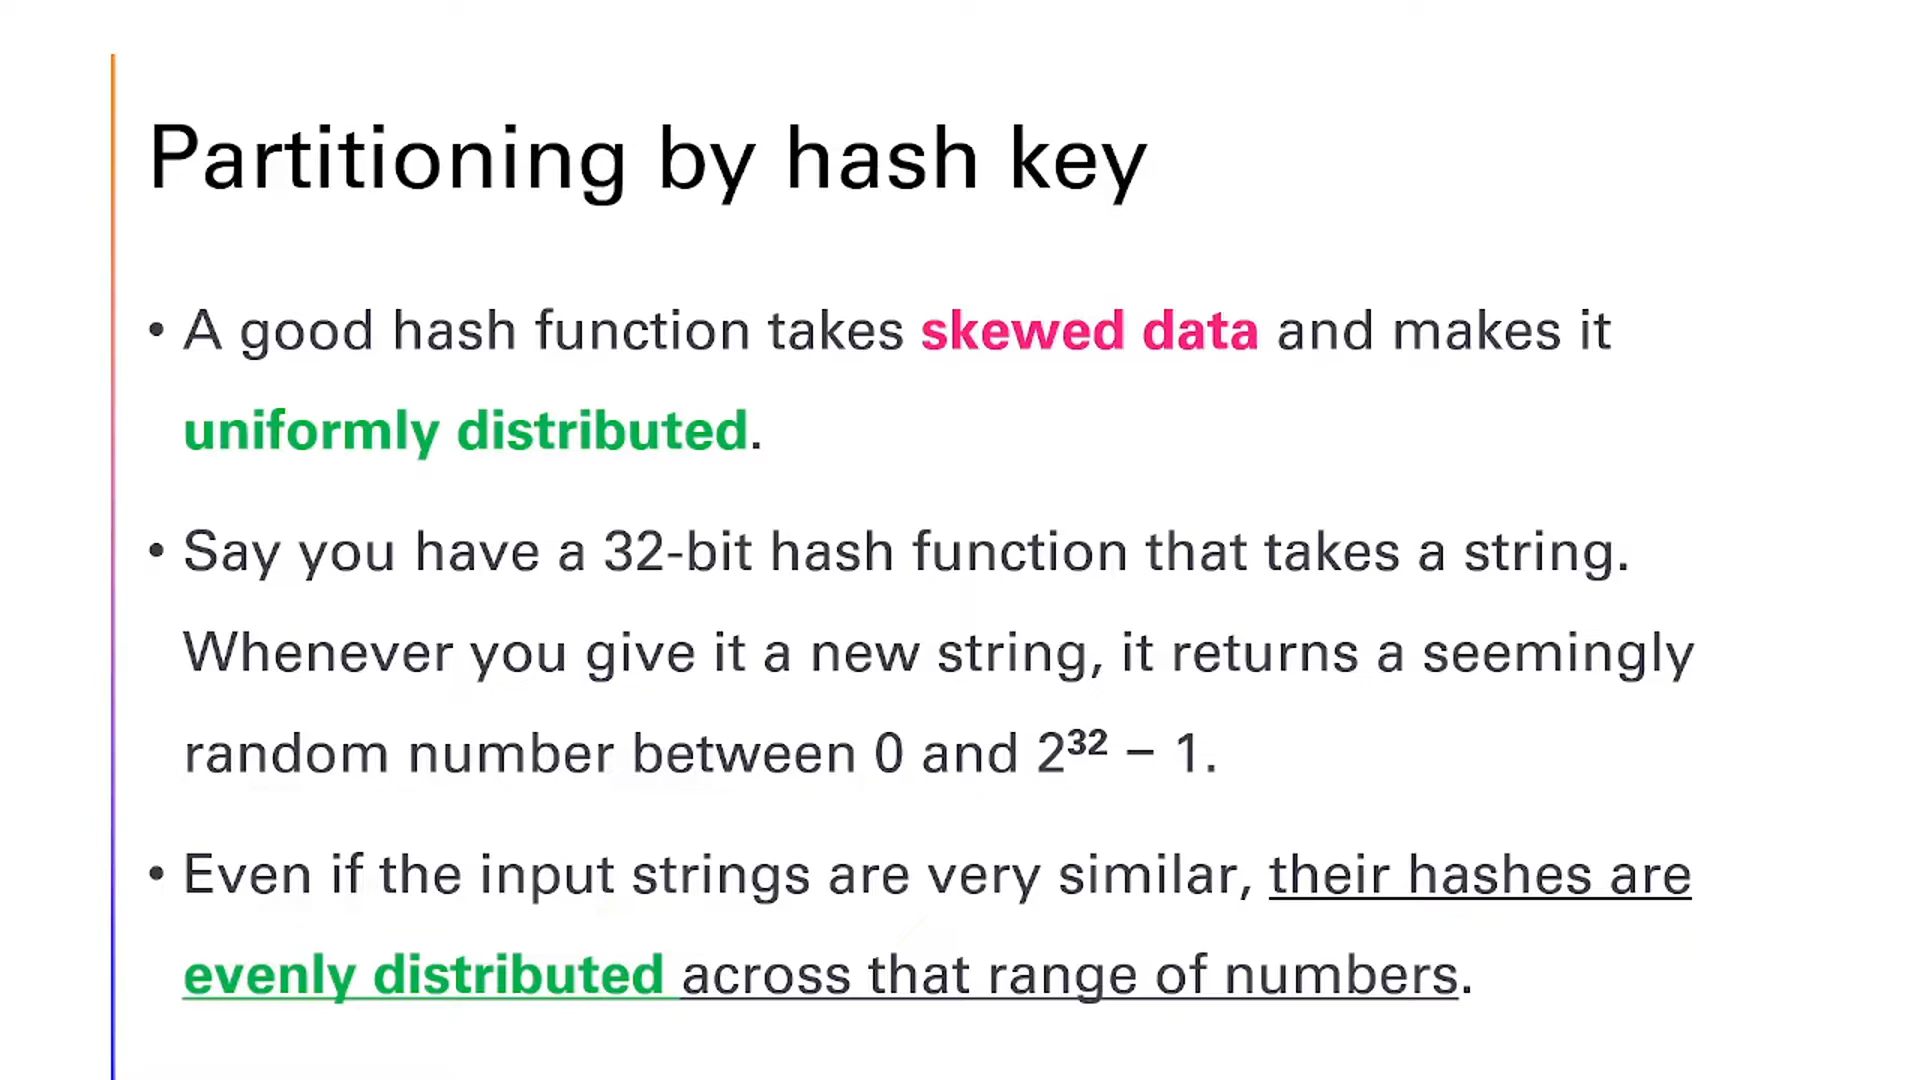 Partitioning by hash key
• A good hash function takes skewed data and makes it
uniformly distributed.
• Say you have a 32-bit hash function that takes a string.
Whenever you give it a new string, it returns a seemingly
random number between 0 and 2³² − 1.
• Even if the input strings are very similar, their hashes are
evenly distributed across that range of numbers.